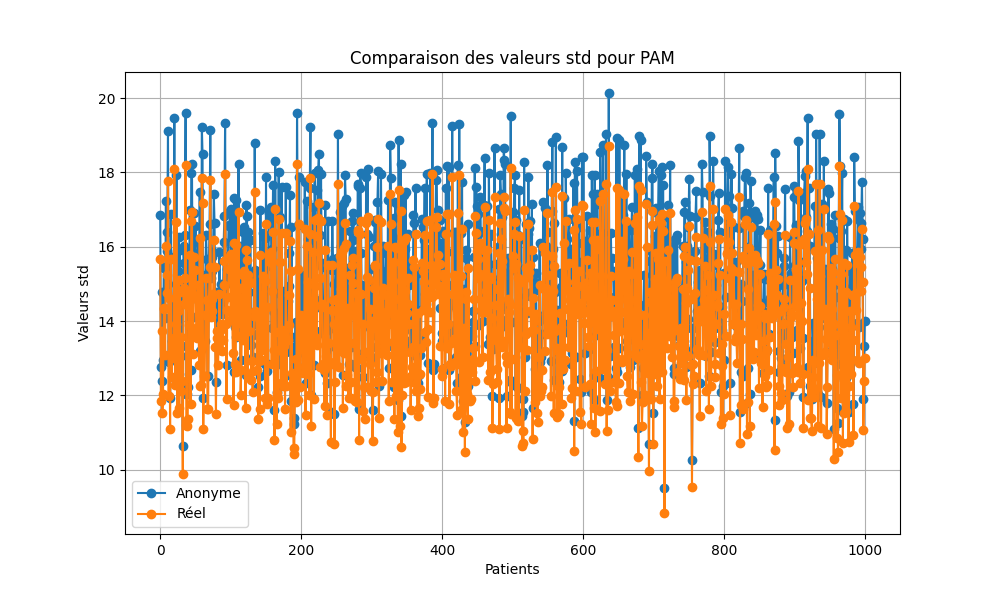 Comparaison des valeurs std pour PAM
Valeurs std
20
18
16
14
12
10
Anonyme
Réel
0
200
400
600
800
1000
Patients